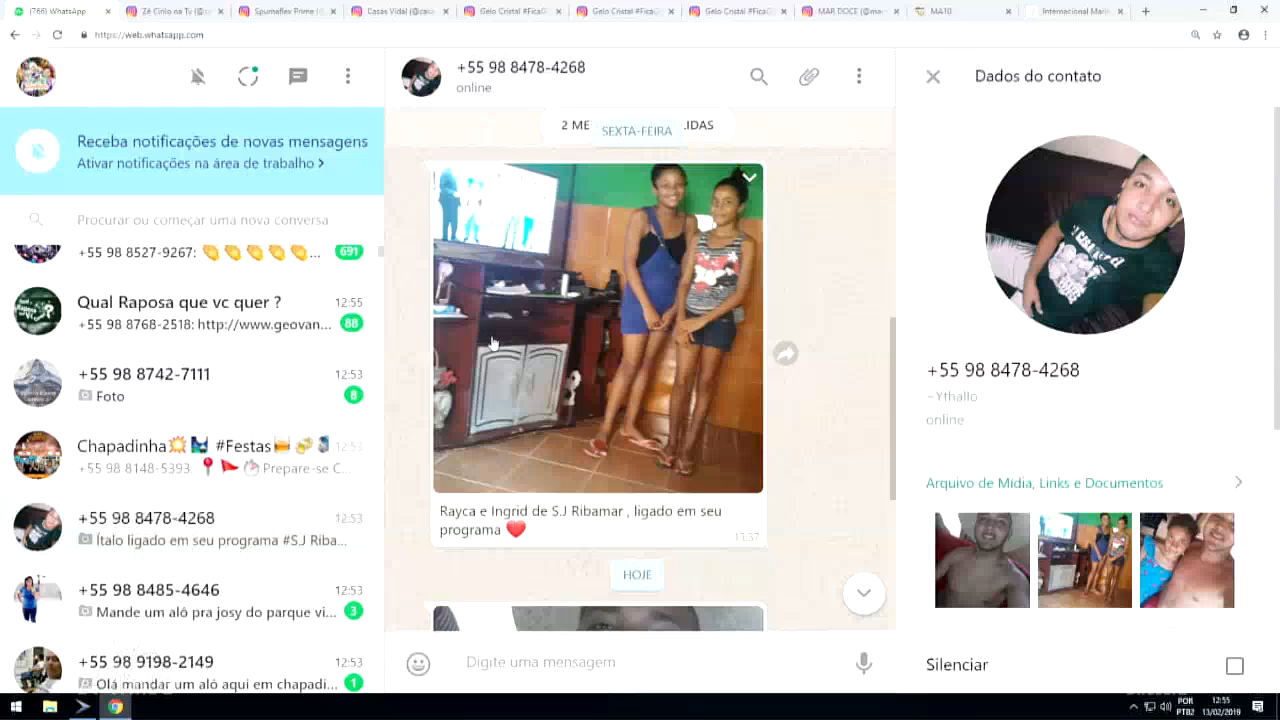 (766) WhatsApp
Zé Cirilo na Tv (@
Spumaflex Prime (
Casas Vidal (@casa
Gelo Cristal #FicaG
Gelo Cristal #FicaG
Gelo Cristal #FicaG
MAR DOCE (@ma
MA10
Internacional Marít
https://web.whatsapp.com
Receba notificações de novas mensagens
Ativar notificações na área de trabalho >
Procurar ou começar uma nova conversa
+55 98 8527-9267: 👏👏👏👏👏... 691
Qual Raposa que vc quer ? 12:55
+55 98 8768-2518: http://www.geovan... 88
+55 98 8742-7111 12:53
Foto 8
Chapadinha💥 #Festas 12:53
+55 98 8148-5393: 📍🚩 Prepare-se C...
+55 98 8478-4268 12:53
Ítalo ligado em seu programa #S.J Riba...
+55 98 8485-4646 12:53
Mande um alô pra josy do parque vi... 3
+55 98 9198-2149 12:53
Olá mandar um alô aqui em chapadi... 1
+55 98 8478-4268
online
2 ME
LIDAS
SEXTA-FEIRA
Rayca e Ingrid de S.J Ribamar , ligado em seu
programa ❤️
HOJE
Digite uma mensagem
Dados do contato
+55 98 8478-4268
~Ythallo
online
Arquivo de Mídia, Links e Documentos
Silenciar
POR
PTB2
12:55
13/02/2019